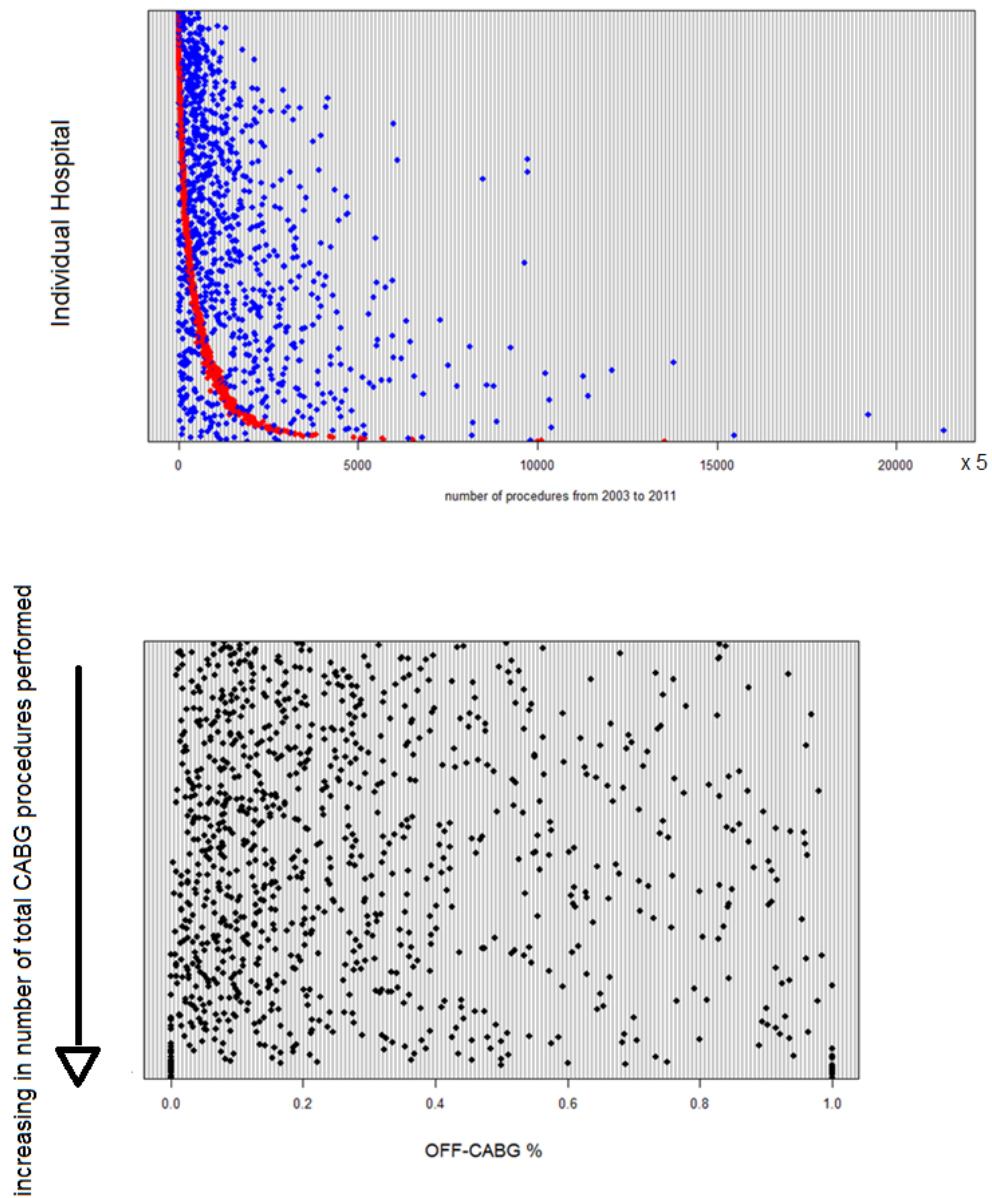 Individual Hospital
0 5000 10000 15000 20000 x 5
number of procedures from 2003 to 2011
increasing in number of total CABG procedures performed
0.0 0.2 0.4 0.6 0.8 1.0
OFF-CABG %